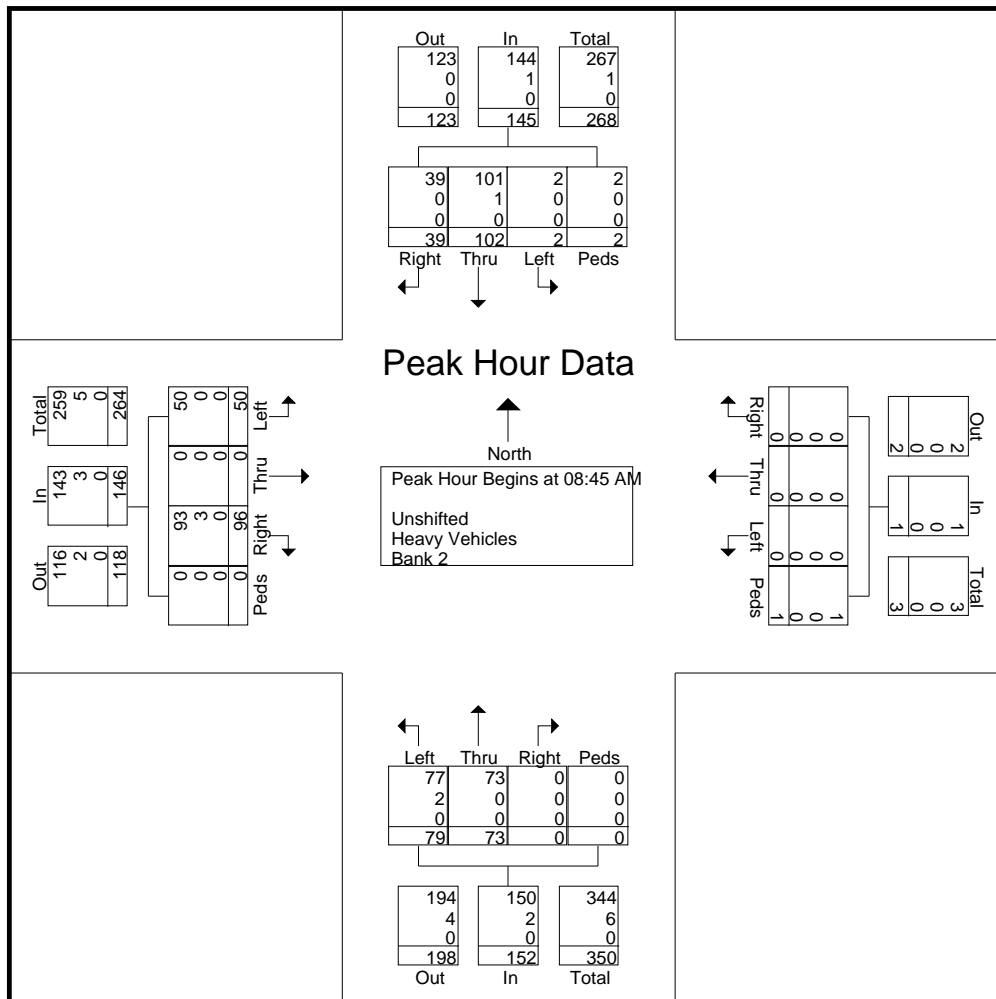 Out In Total
123 144 267
0 1 1
0 0 0
123 145 268
39 101 2 2
0 1 0 0
0 0 0 0
39 102 2 2
Right Thru Left Peds
Peak Hour Data
North
Peak Hour Begins at 08:45 AM
Unshifted
Heavy Vehicles
Bank 2
Total
259
5
0
264
In
143
3
0
146
Out
116
2
0
118
50
0
0
50
Left
0
0
0
0
Thru
93
3
0
96
Right
0
0
0
0
Peds
Right
0
0
0
0
Thru
0
0
0
0
Left
0
0
0
0
Peds
1
0
0
1
Out
2
0
0
2
In
1
0
0
1
Total
3
0
0
3
Left Thru Right Peds
77 73 0 0
2 0 0 0
0 0 0 0
79 73 0 0
194 150 344
4 2 6
0 0 0
198 152 350
Out In Total